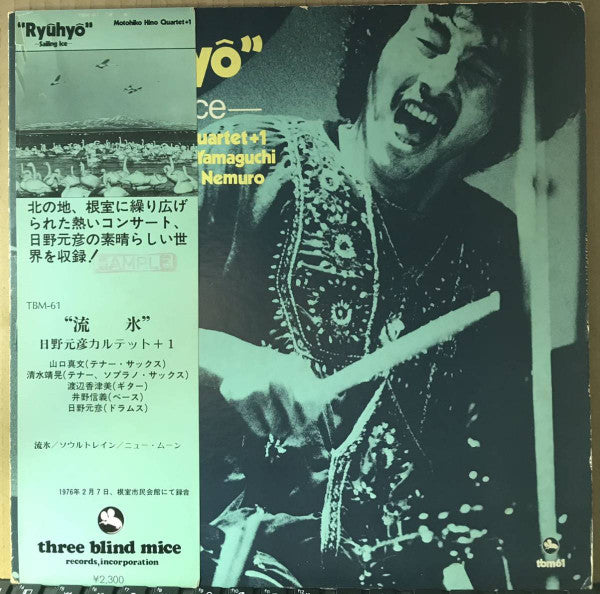 “Ryûhyô”
Motohiko Hino Quartet+1
—Sailing Ice—
北の地、根室に繰り広げ
られた熱いコンサート、
日野元彦の素晴らしい世
界を収録！
SAMPLE
TBM-61
“流 氷”
日野元彦カルテット＋1
山口真文(テナー・サックス)
清水靖晃(テナー、ソプラノ・サックス)
渡辺香津美(ギター)
井野信義(ベース)
日野元彦(ドラムス)
流氷／ソウルトレイン／ニュー・ムーン
1976年2月7日、根室市民会館にて録音
three blind mice
records, incorporation
¥2,300
yô”
ce—
uartet+1
Yamaguchi
Nemuro
tbm61